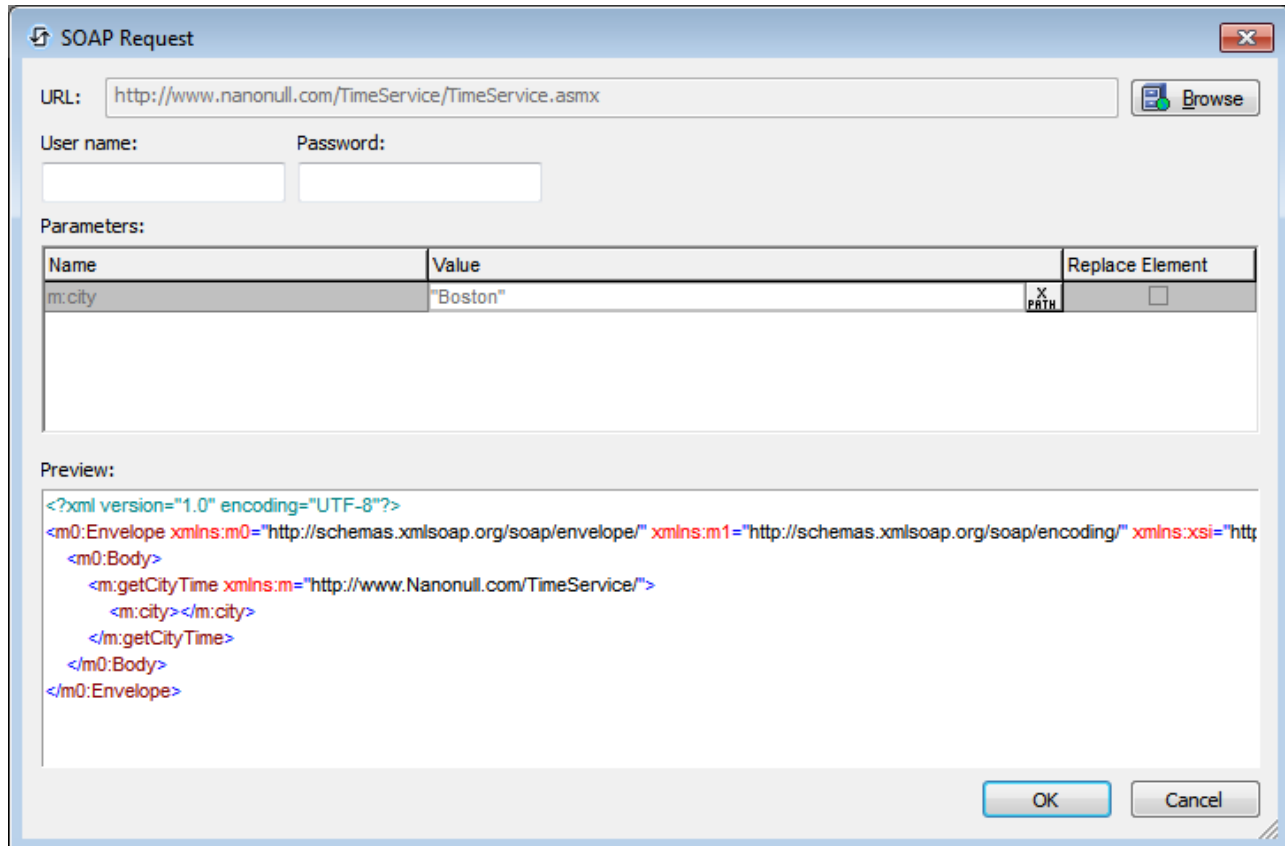 SOAP Request
URL: http://www.nanonull.com/TimeService/TimeService.asmx Browse
User name: Password:
Parameters:
Name Value Replace Element
m:city "Boston" X PATH
Preview:
<?xml version="1.0" encoding="UTF-8"?>
<m0:Envelope xmlns:m0="http://schemas.xmlsoap.org/soap/envelope/" xmlns:m1="http://schemas.xmlsoap.org/soap/encoding/" xmlns:xsi="http
<m0:Body>
<m:getCityTime xmlns:m="http://www.Nanonull.com/TimeService/">
<m:city></m:city>
</m:getCityTime>
</m0:Body>
</m0:Envelope>
OK Cancel